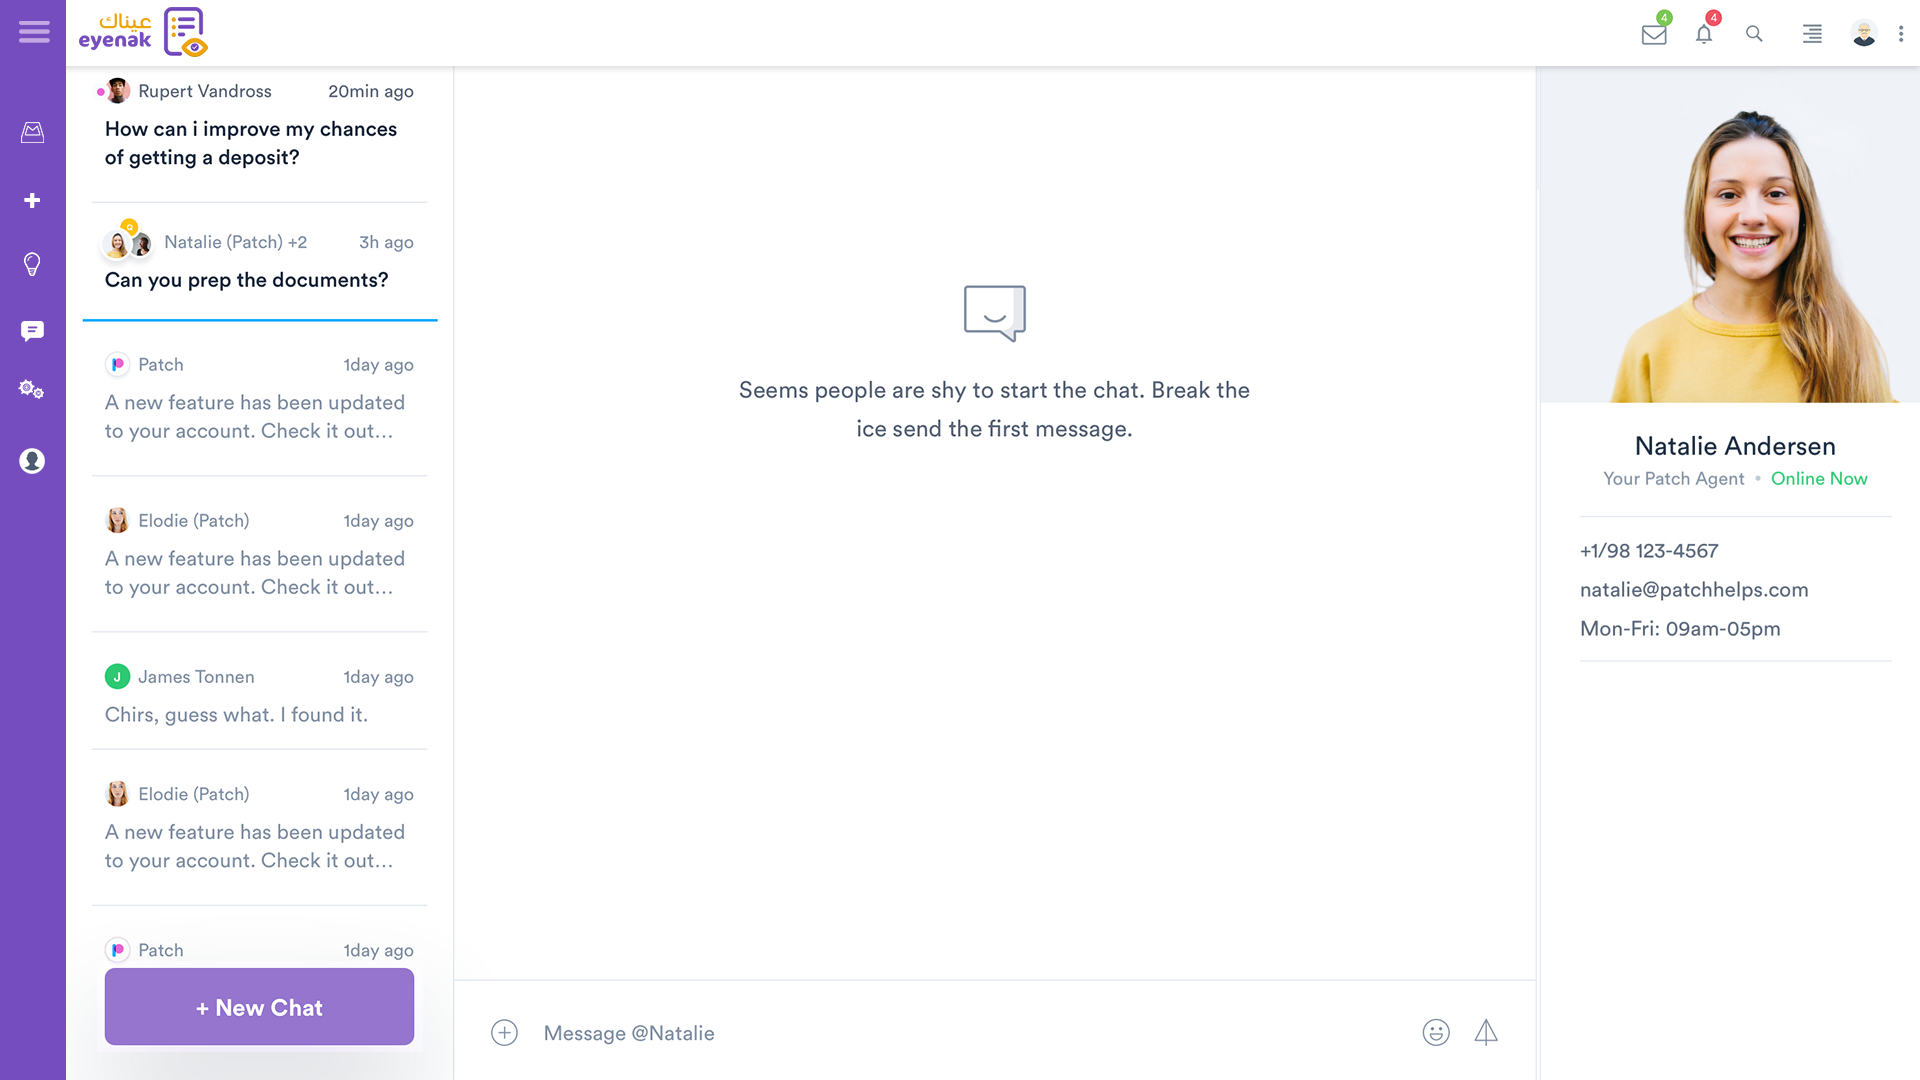 عيناك
eyenak
4
4
Rupert Vandross
20min ago
How can i improve my chances
of getting a deposit?
Q
Natalie (Patch) +2
3h ago
Can you prep the documents?
Patch
1day ago
A new feature has been updated
to your account. Check it out...
Elodie (Patch)
1day ago
A new feature has been updated
to your account. Check it out...
J
James Tonnen
1day ago
Chirs, guess what. I found it.
Elodie (Patch)
1day ago
A new feature has been updated
to your account. Check it out...
Patch
1day ago
+ New Chat
Seems people are shy to start the chat. Break the
ice send the first message.
Message @Natalie
Natalie Andersen
Your Patch Agent • Online Now
+1/98 123-4567
natalie@patchhelps.com
Mon-Fri: 09am-05pm